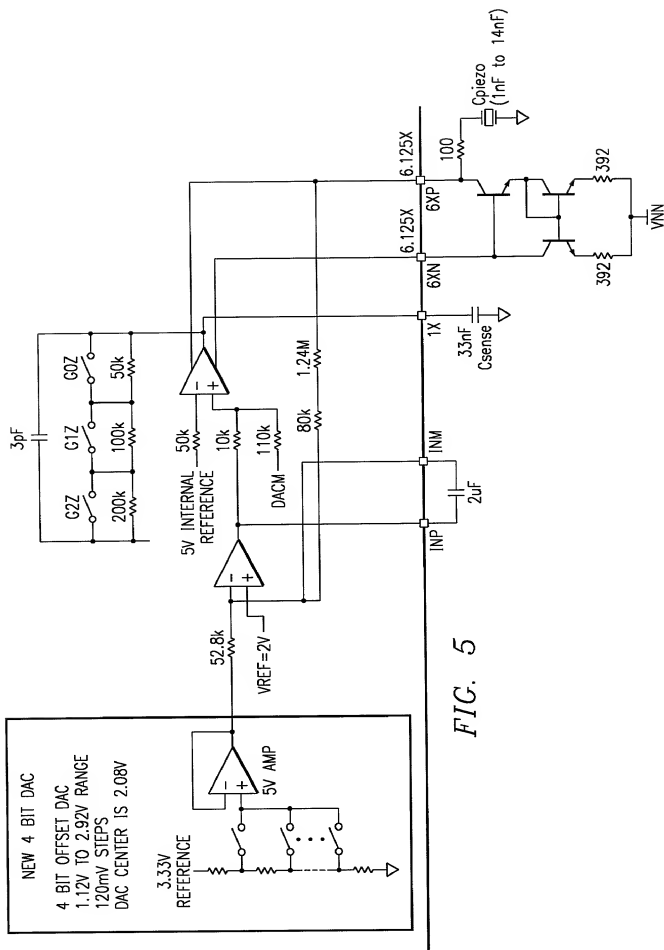 NEW 4 BIT DAC
4 BIT OFFSET DAC
1.12V TO 2.92V RANGE
120mV STEPS
DAC CENTER IS 2.08V
3.33V
REFERENCE
-
+
5V AMP
52.8k
VREF=2V
-
+
3pF
G2Z
G1Z
G0Z
200k
100k
50k
5V INTERNAL
REFERENCE
50k
10k
110k
DACM
-
+
80k
1.24M
INP
INM
2uF
1X
33nF
Csense
6XN
6.125X
6XP
6.125X
100
Cpiezo
(1nF to 14nF)
392
392
VNN
FIG. 5